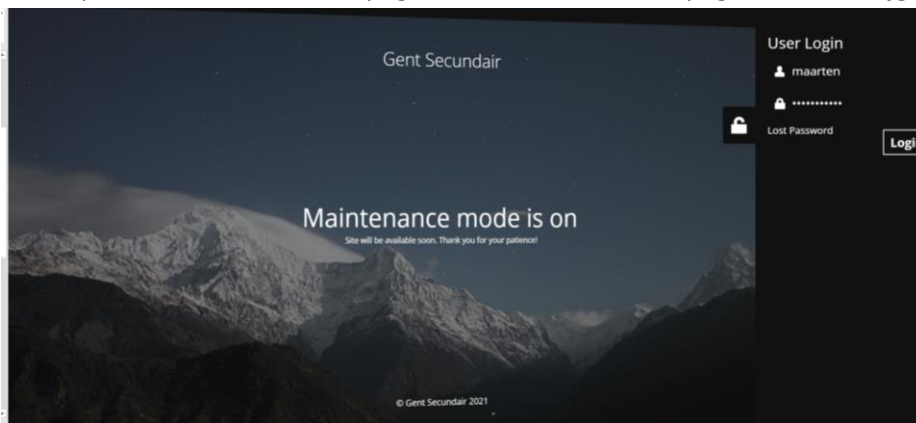 Gent Secundair
Maintenance mode is on
Site will be available soon. Thank you for your patience!
© Gent Secundair 2021
User Login
maarten
•••••••••••
Lost Password